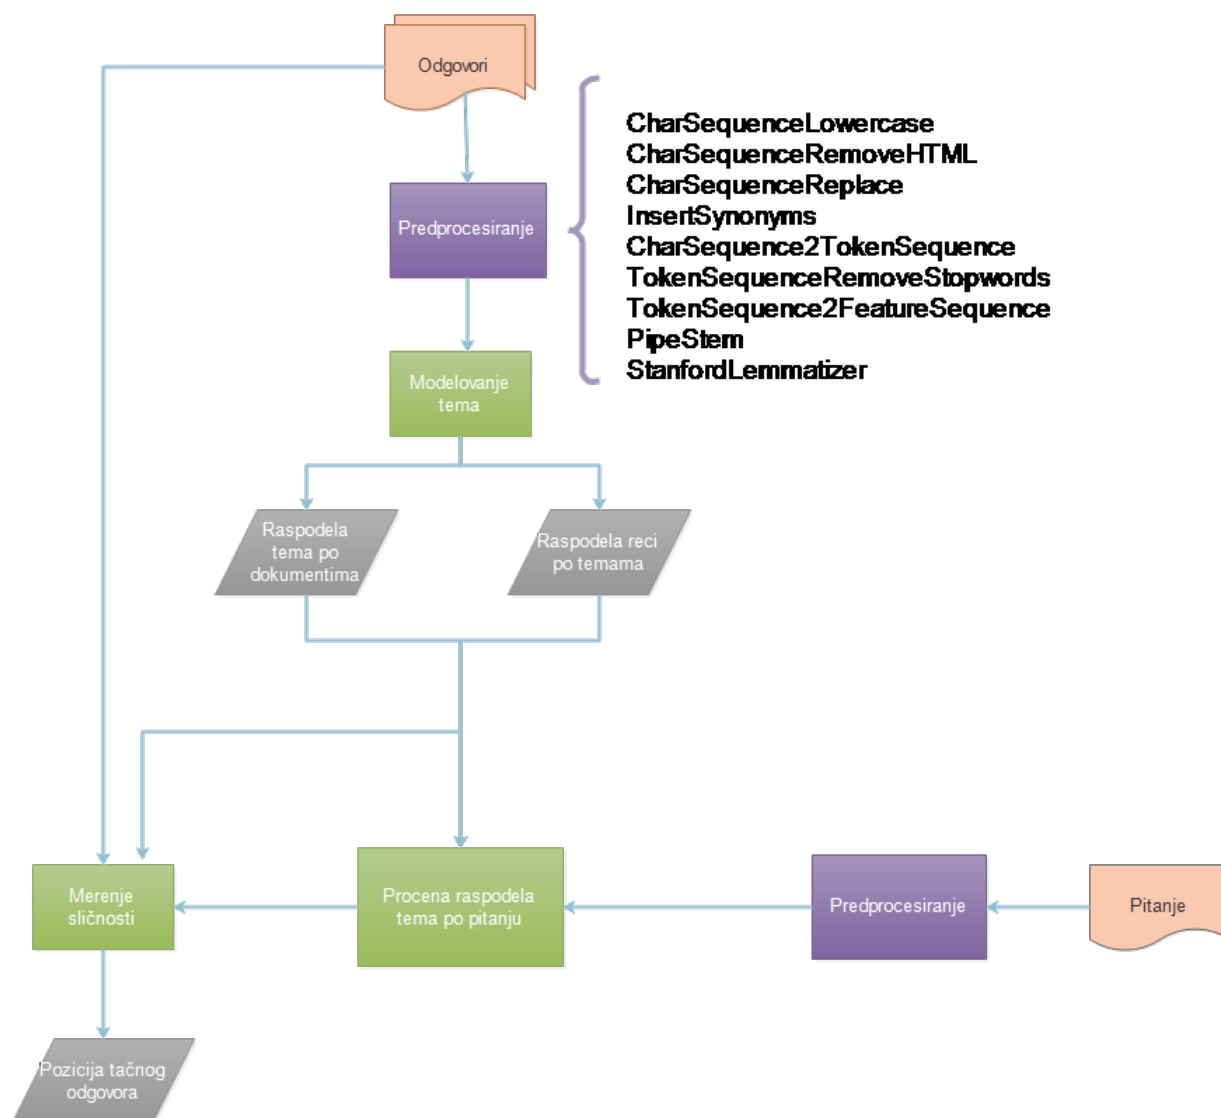 Odgovori
CharSequenceLowercase
CharSequenceRemoveHTML
CharSequenceReplace
InsertSynonyms
CharSequence2TokenSequence
TokenSequenceRemoveStopwords
TokenSequence2FeatureSequence
PipeStem
StanfordLemmatizer
Predprocesiranje
Modelovanje
tema
Raspodela
tema po
dokumentima
Raspodela reci
po temama
Merenje
sličnosti
Procena raspodela
tema po pitanju
Predprocesiranje
Pitanje
Pozicija tačnog
odgovora